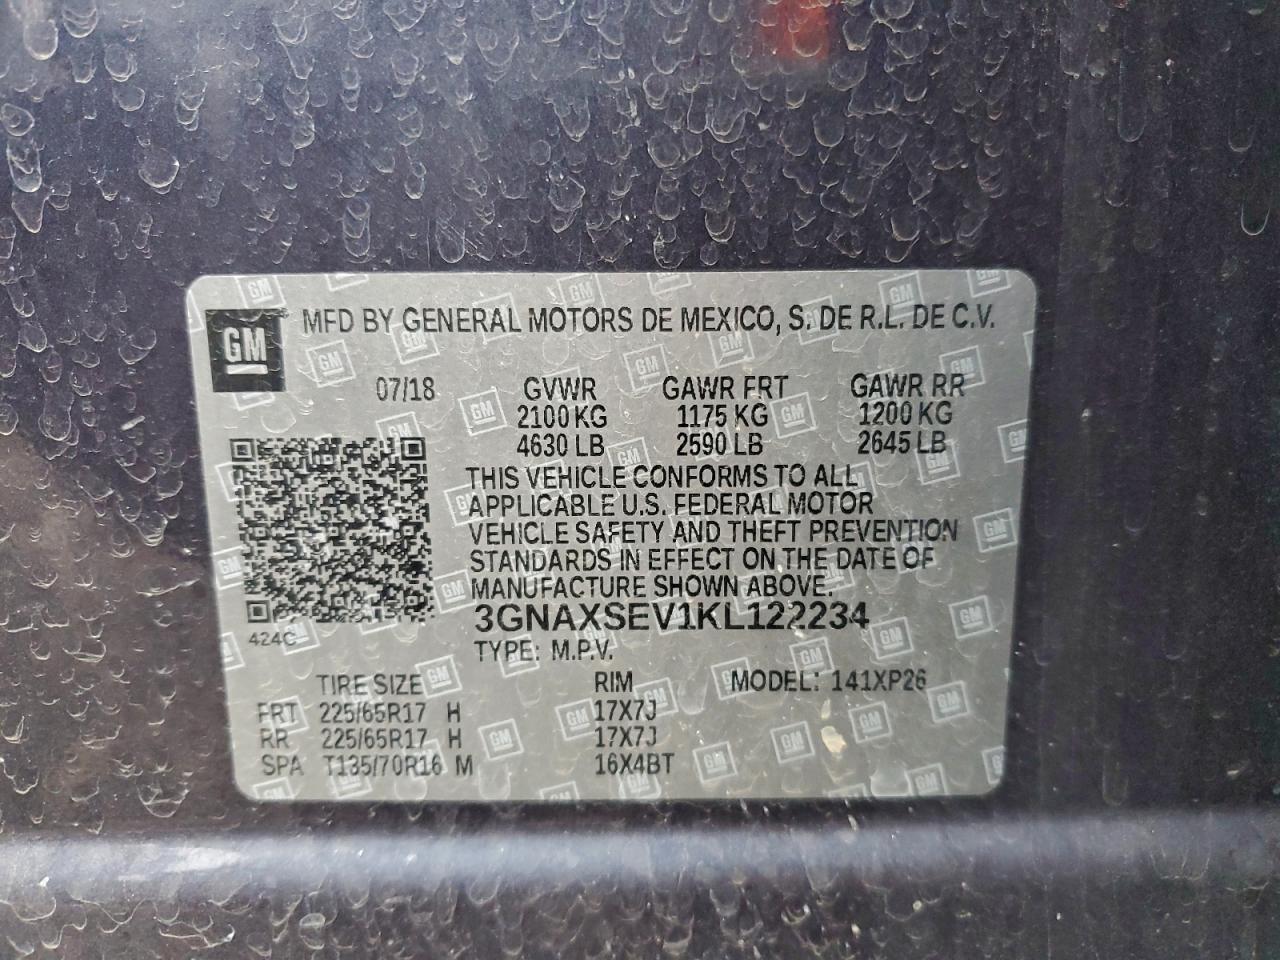 GM
MFD BY GENERAL MOTORS DE MEXICO, S. DE R.L. DE C.V.
07/18 GVWR GAWR FRT GAWR RR
2100 KG 1175 KG 1200 KG
4630 LB 2590 LB 2645 LB
THIS VEHICLE CONFORMS TO ALL
APPLICABLE U.S. FEDERAL MOTOR
VEHICLE SAFETY AND THEFT PREVENTION
STANDARDS IN EFFECT ON THE DATE OF
MANUFACTURE SHOWN ABOVE.
3GNAXSEV1KL122234
424C
TYPE: M.P.V.
TIRE SIZE RIM MODEL: 141XP26
FRT 225/65R17 H 17X7J
RR 225/65R17 H 17X7J
SPA T135/70R16 M 16X4BT